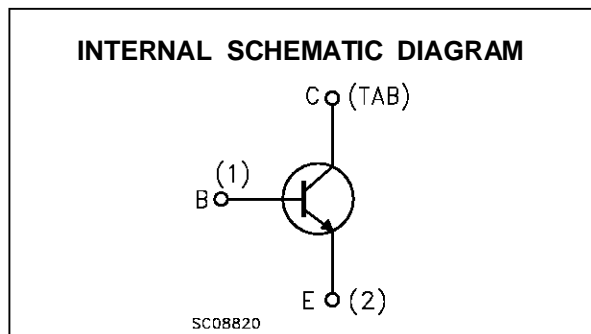 INTERNAL SCHEMATIC DIAGRAM
C (TAB)
(1)
B
E (2)
SC08820